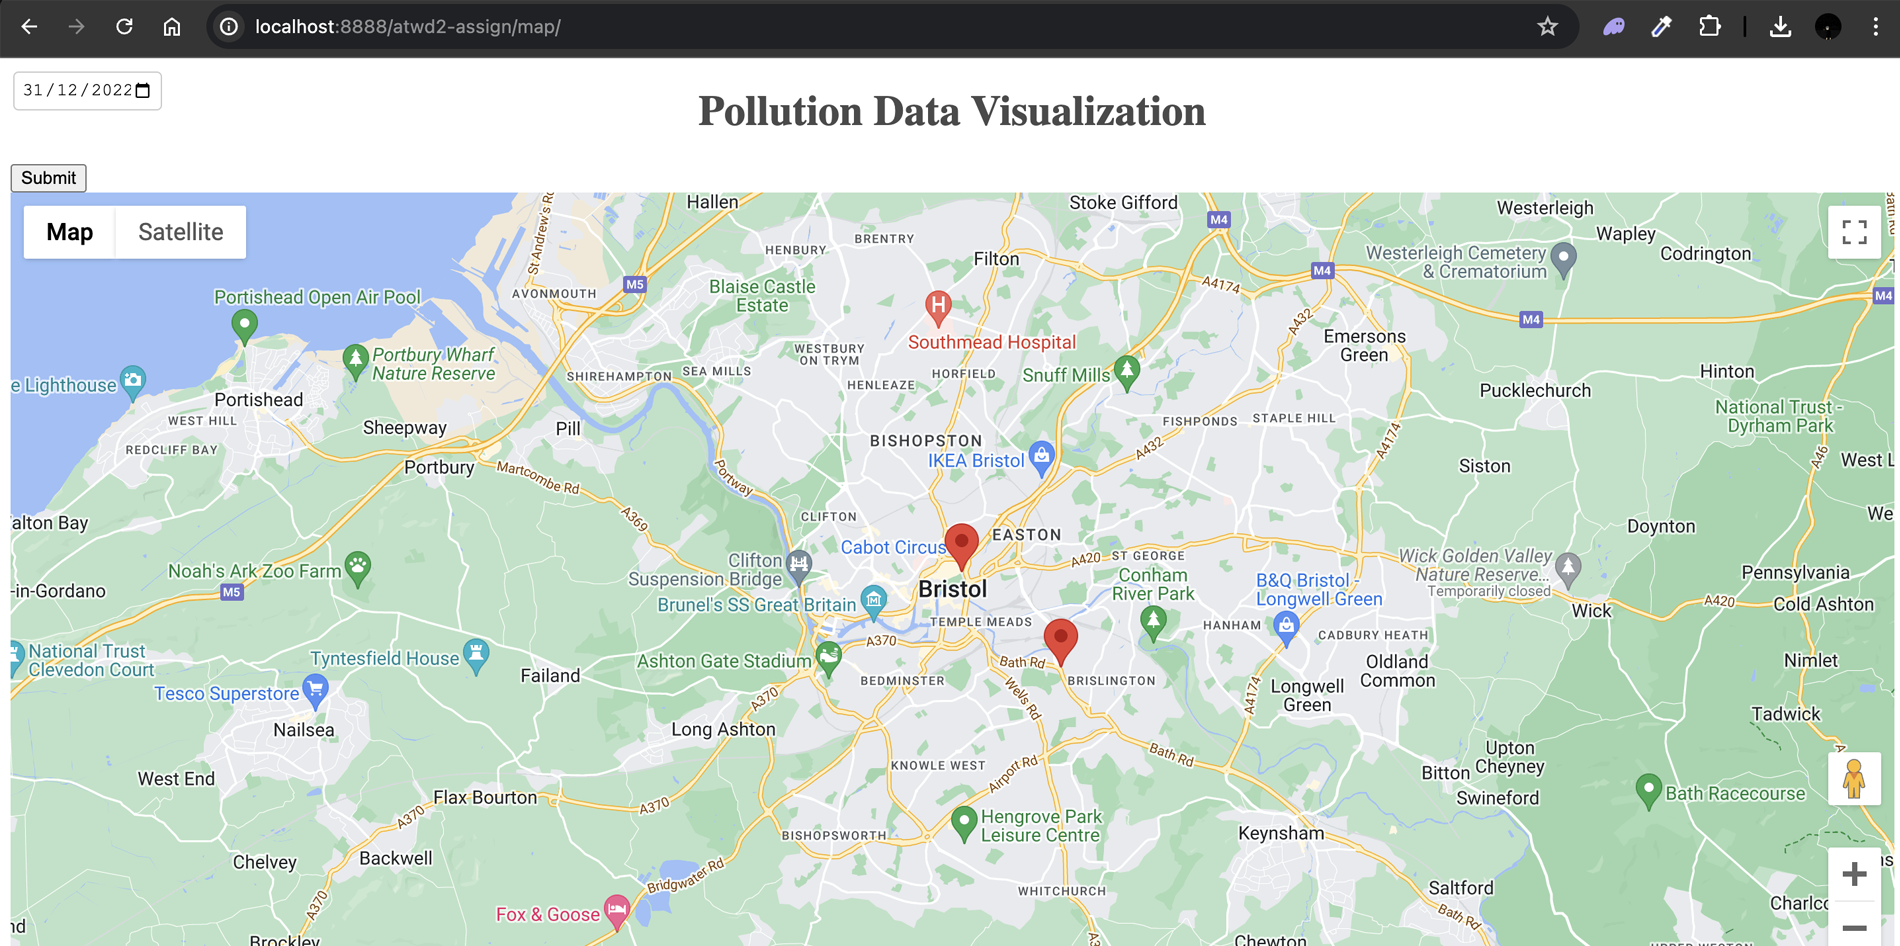 localhost:8888/atwd2-assign/map/
31/12/2022
Pollution Data Visualization
Submit
Map
Satellite
Hallen
Stoke Gifford
M4
Westerleigh
Wapley
Codrington
St Andrew's Rd
HENBURY
BRENTRY
Filton
Westerleigh Cemetery
& Crematorium
M4
M5
A4174
M4
AVONMOUTH
Blaise Castle
Estate
Portishead Open Air Pool
M4
A432
Southmead Hospital
Emersons
Green
Portbury Wharf
Nature Reserve
WESTBURY
ON TRYM
SHIREHAMPTON
SEA MILLS
HENLEAZE
HORFIELD
Snuff Mills
Hinton
e Lighthouse
Portishead
Pucklechurch
WEST HILL
Sheepway
Pill
FISHPONDS
STAPLE HILL
National Trust -
Dyrham Park
REDCLIFF BAY
BISHOPSTON
A432
A4174
A46
Portbury
IKEA Bristol
Siston
West L
Martcombe Rd
Portway
A369
CLIFTON
alton Bay
Doynton
We
EASTON
Cabot Circus
A420
ST GEORGE
Clifton
Suspension Bridge
Wick Golden Valley
Nature Reserve...
Temporarily closed
Noah's Ark Zoo Farm
Pennsylvania
-in-Gordano
M5
Bristol
Conham
River Park
B&Q Bristol -
Longwell Green
Wick
A420
Cold Ashton
Brunel's SS Great Britain
TEMPLE MEADS
HANHAM
CADBURY HEATH
A370
National Trust
Clevedon Court
Tyntesfield House
Failand
Ashton Gate Stadium
Bath Rd
BEDMINSTER
BRISLINGTON
Oldland
Common
Nimlet
Tesco Superstore
A370
Wells Rd
A4174
Longwell
Green
Nailsea
Long Ashton
Tadwick
Bath Rd
Upton
Cheyney
West End
KNOWLE WEST
Airport Rd
Bitton
Swineford
Bath Racecourse
Flax Bourton
A370
A370
Hengrove Park
Leisure Centre
BISHOPSWORTH
Keynsham
Chelvey
Backwell
Bridgwater Rd
WHITCHURCH
Saltford
A370
Fox & Goose
Bath Rd
Charlc
Brockley
Chewton